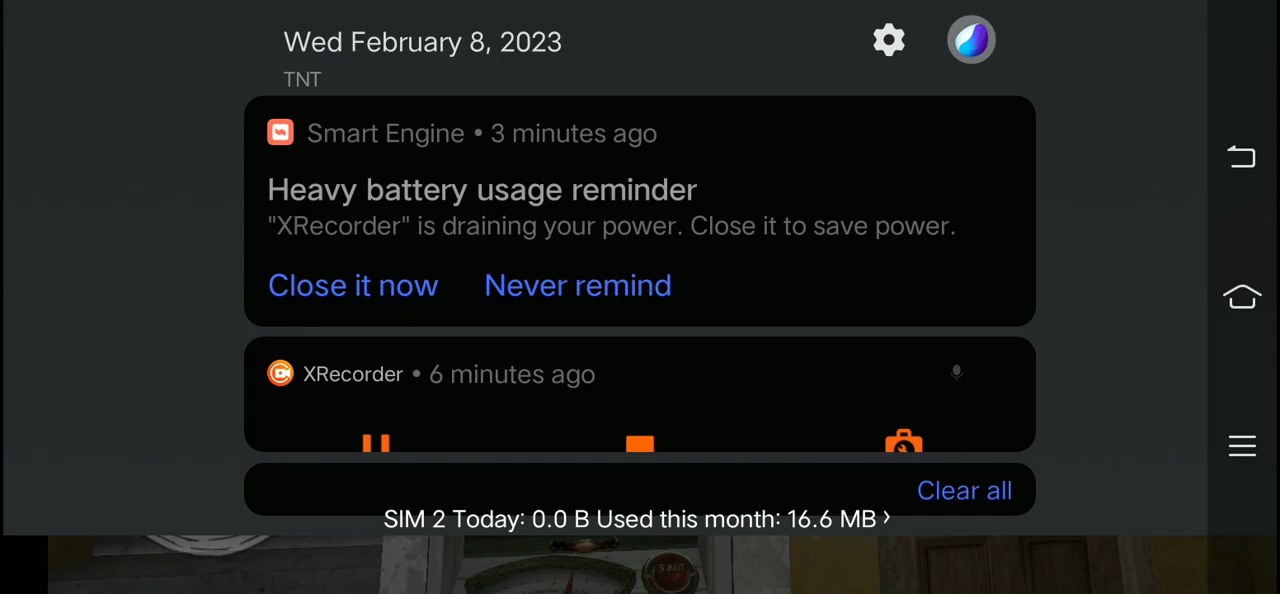 Wed February 8, 2023
TNT
Smart Engine • 3 minutes ago
Heavy battery usage reminder
"XRecorder" is draining your power. Close it to save power.
Close it now Never remind
XRecorder • 6 minutes ago
Clear all
SIM 2 Today: 0.0 B Used this month: 16.6 MB ›
START